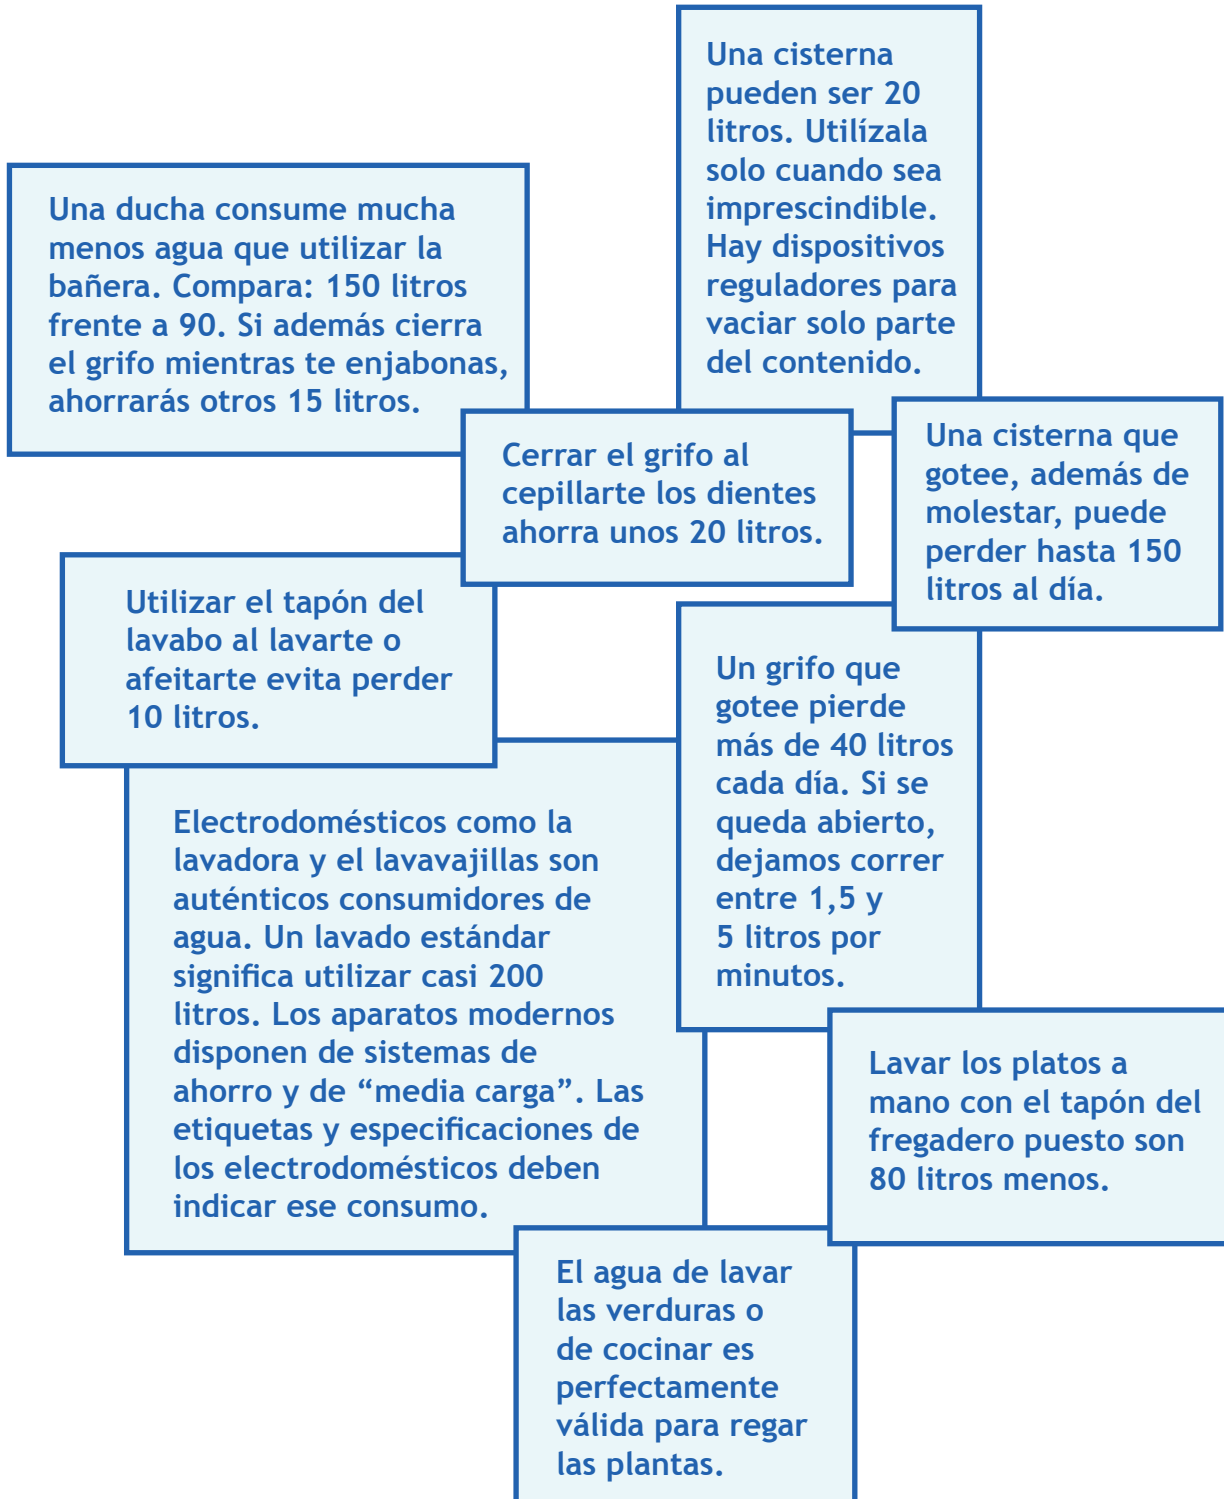 Una cisterna
pueden ser 20
litros. Utilízala
solo cuando sea
imprescindible.
Hay dispositivos
reguladores para
vaciar solo parte
del contenido.
Una ducha consume mucha
menos agua que utilizar la
bañera. Compara: 150 litros
frente a 90. Si además cierra
el grifo mientras te enjabonas,
ahorrarás otros 15 litros.
Cerrar el grifo al
cepillarte los dientes
ahorra unos 20 litros.
Una cisterna que
gotee, además de
molestar, puede
perder hasta 150
litros al día.
Utilizar el tapón del
lavabo al lavarte o
afeitarte evita perder
10 litros.
Un grifo que
gotee pierde
más de 40 litros
cada día. Si se
queda abierto,
dejamos correr
entre 1,5 y
5 litros por
minutos.
Electrodomésticos como la
lavadora y el lavavajillas son
auténticos consumidores de
agua. Un lavado estándar
significa utilizar casi 200
litros. Los aparatos modernos
disponen de sistemas de
ahorro y de “media carga”. Las
etiquetas y especificaciones de
los electrodomésticos deben
indicar ese consumo.
Lavar los platos a
mano con el tapón del
fregadero puesto son
80 litros menos.
El agua de lavar
las verduras o
de cocinar es
perfectamente
válida para regar
las plantas.